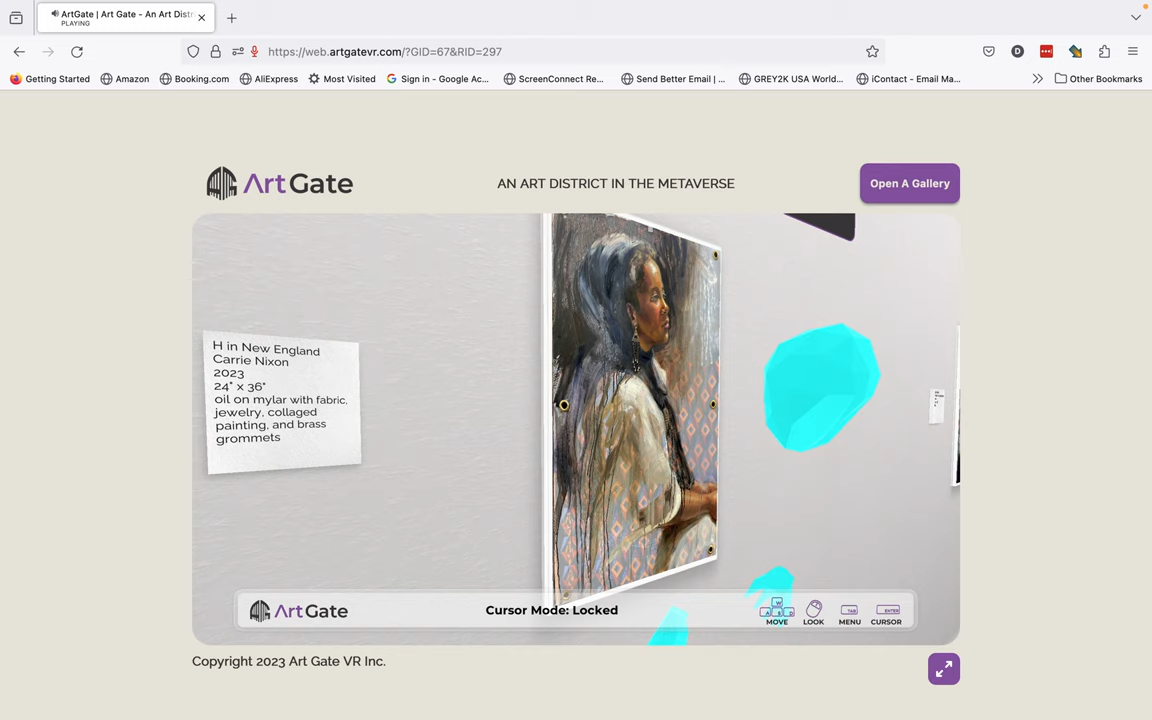 ArtGate | Art Gate - An Art Distr
PLAYING
https://web.artgatevr.com/?GID=67&RID=297
Getting Started
Amazon
Booking.com
AliExpress
Most Visited
Sign in - Google Ac...
ScreenConnect Re...
Send Better Email | ...
GREY2K USA World...
iContact - Email Ma...
Other Bookmarks
ArtGate
AN ART DISTRICT IN THE METAVERSE
Open A Gallery
H in New England
Carrie Nixon
2023
24" x 36"
oil on mylar with fabric,
jewelry, collaged
painting, and brass
grommets
ArtGate
Cursor Mode: Locked
W
A S D
MOVE
LOOK
TAB
MENU
ENTER
CURSOR
Copyright 2023 Art Gate VR Inc.